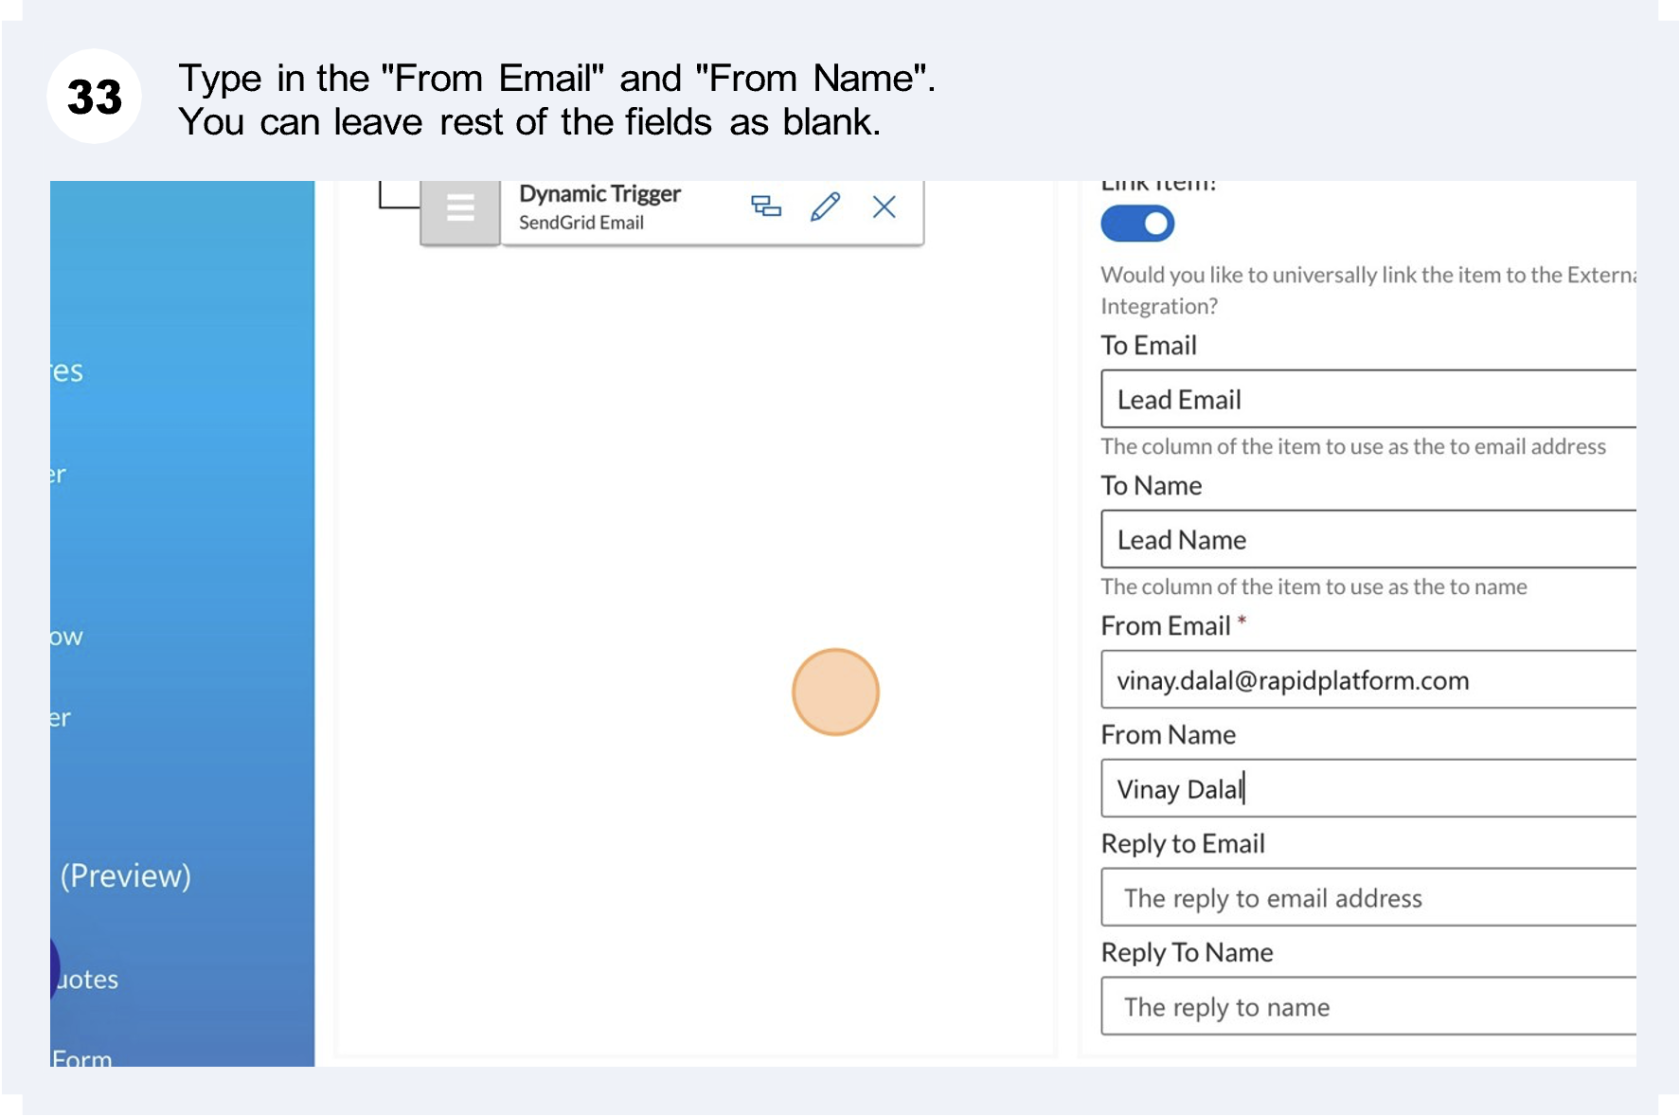 33
Type in the "From Email" and "From Name".
You can leave rest of the fields as blank.
Dynamic Trigger
SendGrid Email
res
er
ow
er
(Preview)
uotes
Form
Link Item?
Would you like to universally link the item to the Externa
Integration?
To Email
Lead Email
The column of the item to use as the to email address
To Name
Lead Name
The column of the item to use as the to name
From Email *
vinay.dalal@rapidplatform.com
From Name
Vinay Dalal
Reply to Email
The reply to email address
Reply To Name
The reply to name